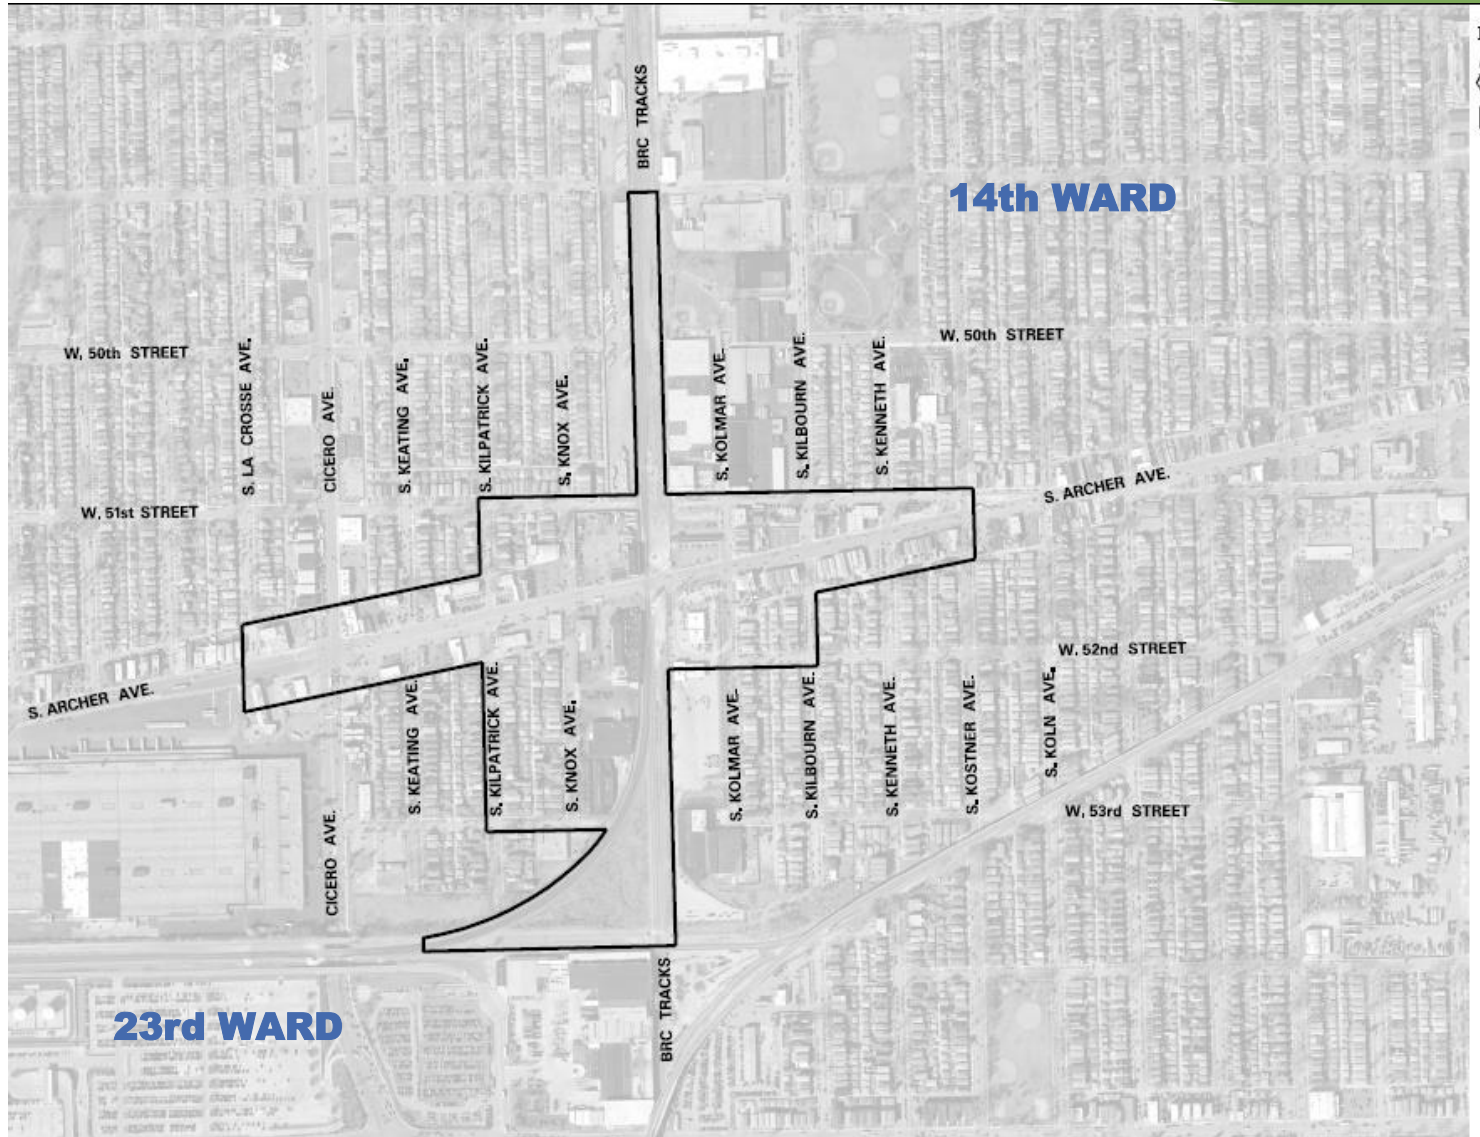 BRC TRACKS
14th WARD
W. 50th STREET
W. 50th STREET
S. LA CROSSE AVE.
CICERO AVE.
S. KEATING AVE.
S. KILPATRICK AVE.
S. KNOX AVE.
S. KOLMAR AVE.
S. KILBOURN AVE.
S. KENNETH AVE.
S. ARCHER AVE.
W. 51st STREET
W. 52nd STREET
S. ARCHER AVE.
S. KEATING AVE.
S. KILPATRICK AVE.
S. KNOX AVE.
S. KOLMAR AVE.
S. KILBOURN AVE.
S. KENNETH AVE.
S. KOSTNER AVE.
S. KOLN AVE.
W. 53rd STREET
CICERO AVE.
BRC TRACKS
23rd WARD